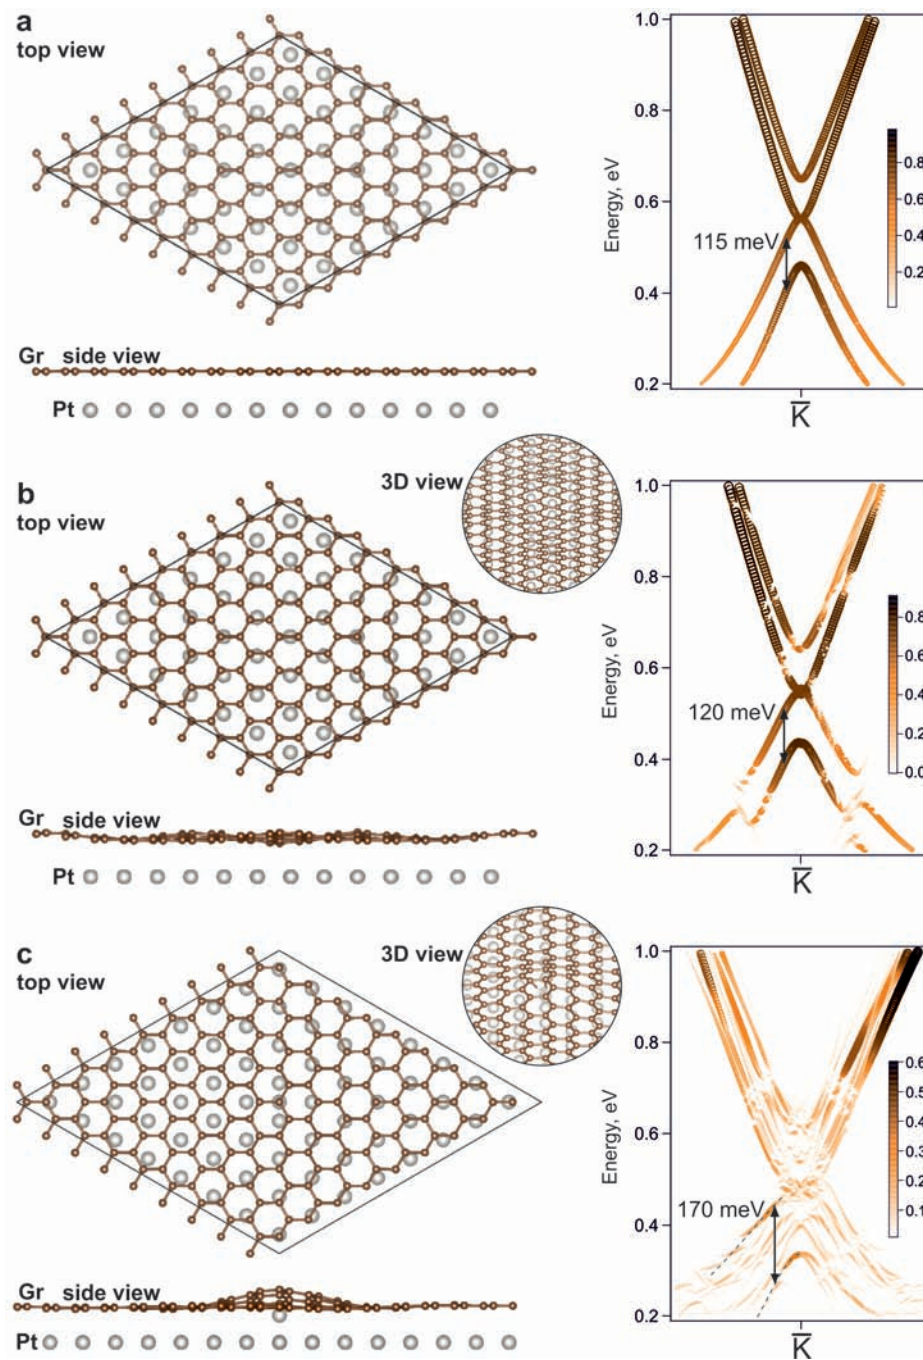 a
top view
Gr side view
Pt
1.0
0.8
0.6
0.4
0.2
Energy, eV
115 meV
0.8
0.6
0.4
0.2
K̅
b
top view
3D view
Gr side view
Pt
1.0
0.8
0.6
0.4
0.2
Energy, eV
120 meV
0.8
0.6
0.4
0.2
0.0
K̅
c
top view
3D view
Gr side view
Pt
1.0
0.8
0.6
0.4
0.2
Energy, eV
170 meV
0.6
0.5
0.4
0.3
0.2
0.1
K̅